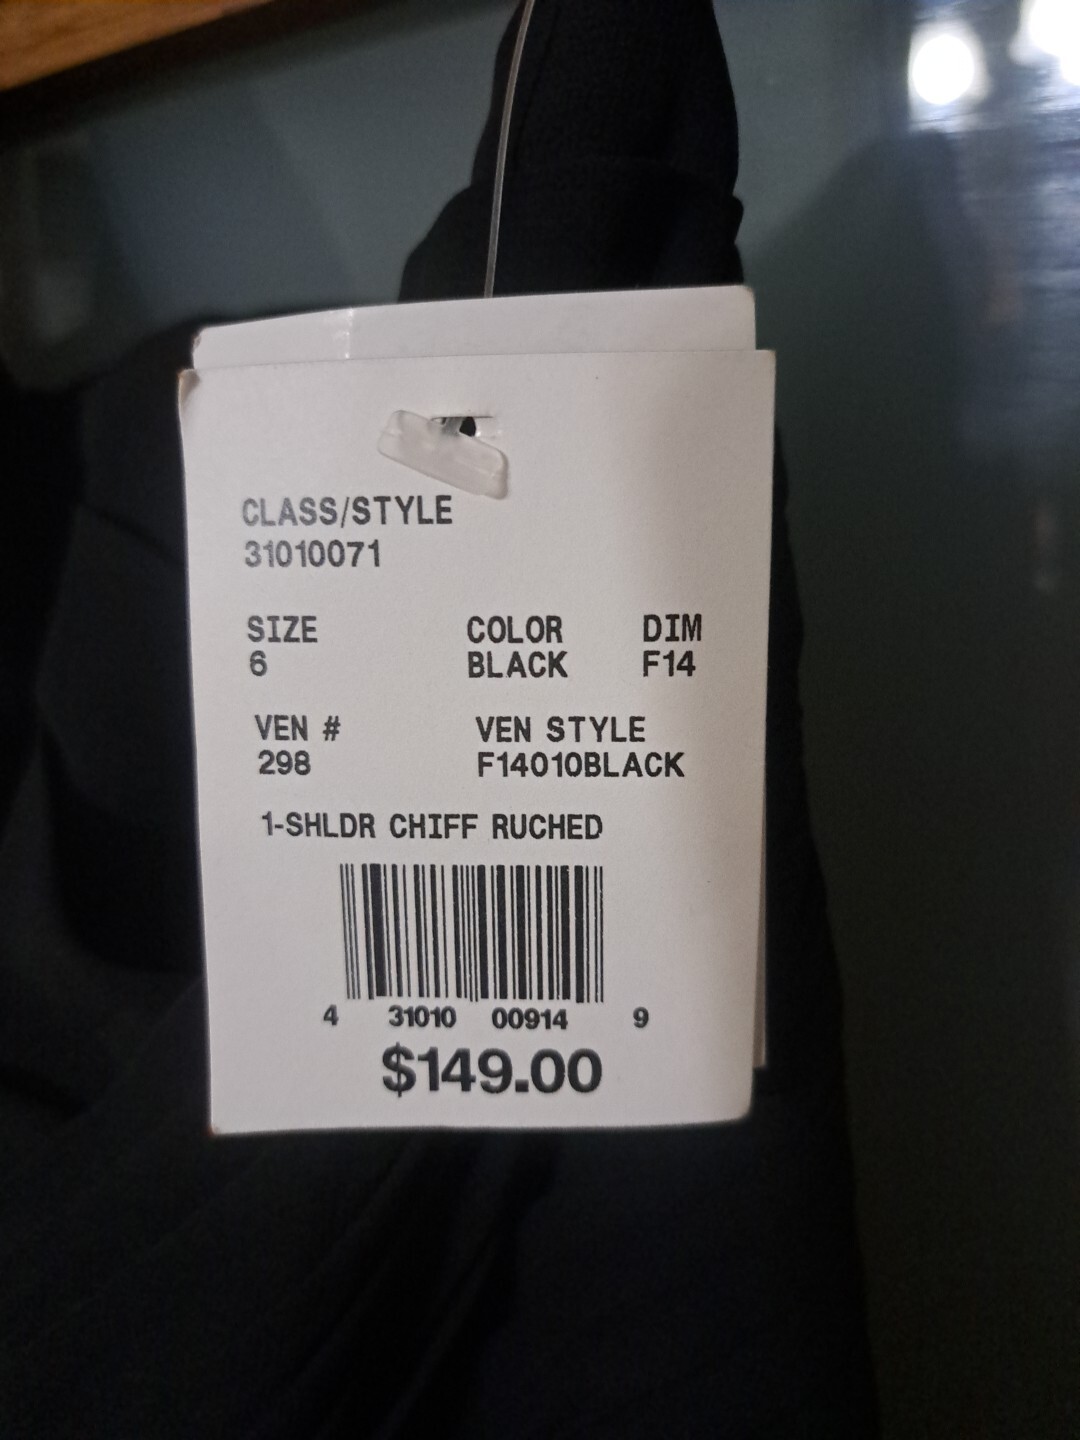 CLASS/STYLE
31010071
SIZE COLOR DIM
6 BLACK F14
VEN # VEN STYLE
298 F14010BLACK
1-SHLDR CHIFF RUCHED
4 31010 00914 9
$149.00